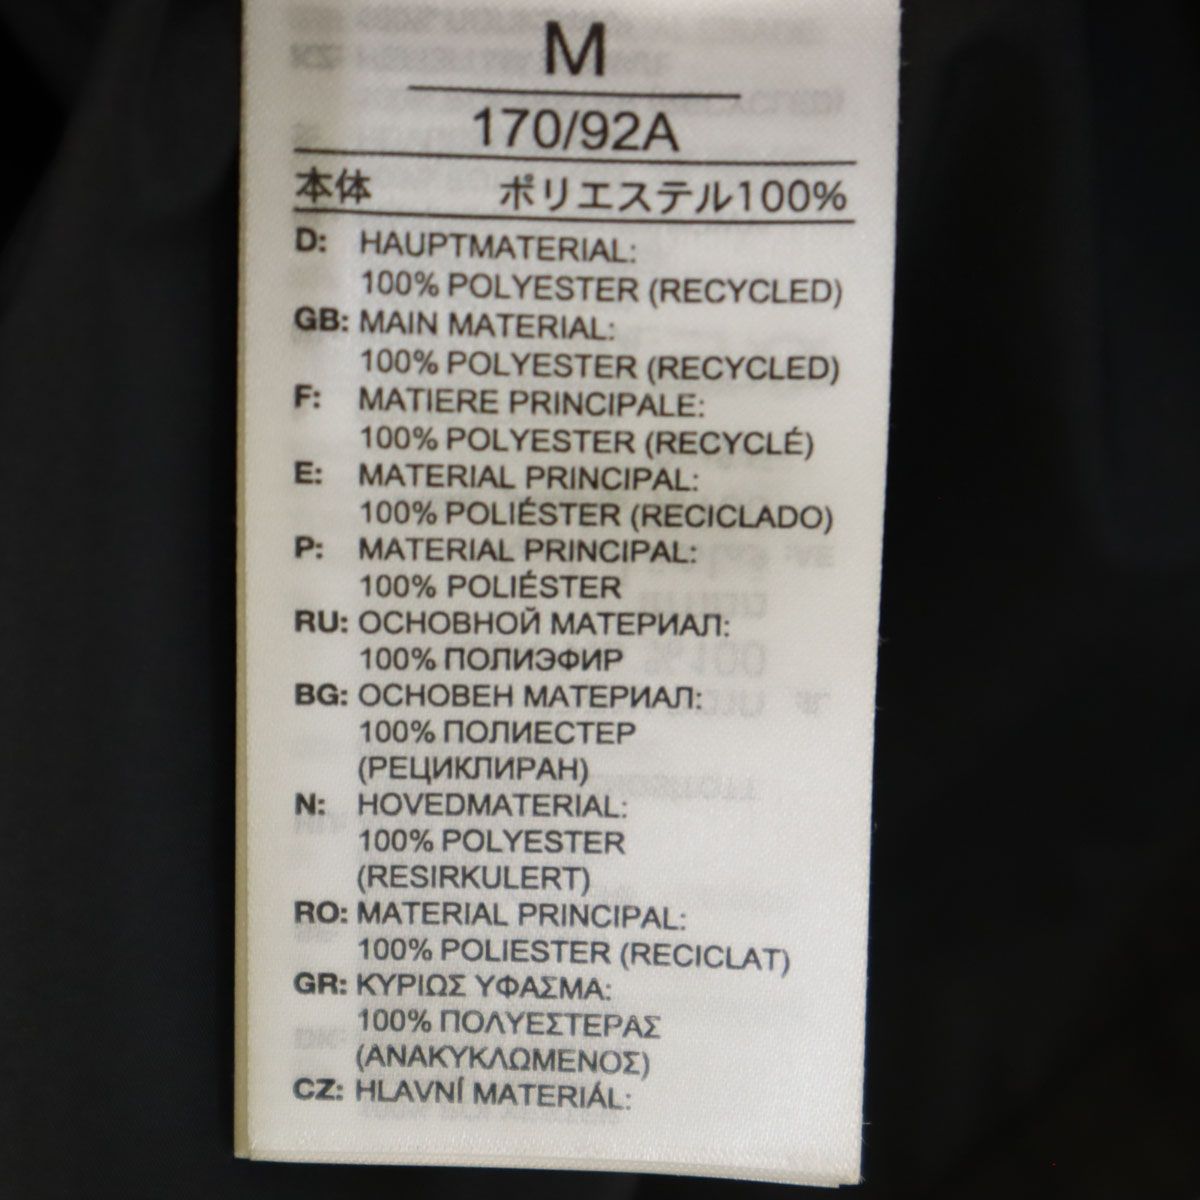 M
170/92A
本体 ポリエステル100%
D: HAUPTMATERIAL:
100% POLYESTER (RECYCLED)
GB: MAIN MATERIAL:
100% POLYESTER (RECYCLED)
F: MATIERE PRINCIPALE:
100% POLYESTER (RECYCLÉ)
E: MATERIAL PRINCIPAL:
100% POLIÉSTER (RECICLADO)
P: MATERIAL PRINCIPAL:
100% POLIÉSTER
RU: ОСНОВНОЙ МАТЕРИАЛ:
100% ПОЛИЭФИР
BG: ОСНОВЕН МАТЕРИАЛ:
100% ПОЛИЕСТЕР
(РЕЦИКЛИРАН)
N: HOVEDMATERIAL:
100% POLYESTER
(RESIRKULERT)
RO: MATERIAL PRINCIPAL:
100% POLIESTER (RECICLAT)
GR: ΚΥΡΙΩΣ ΥΦΑΣΜΑ:
100% ΠΟΛΥΕΣΤΕΡΑΣ
(ΑΝΑΚΥΚΛΩΜΕΝΟΣ)
CZ: HLAVNÍ MATERIÁL: